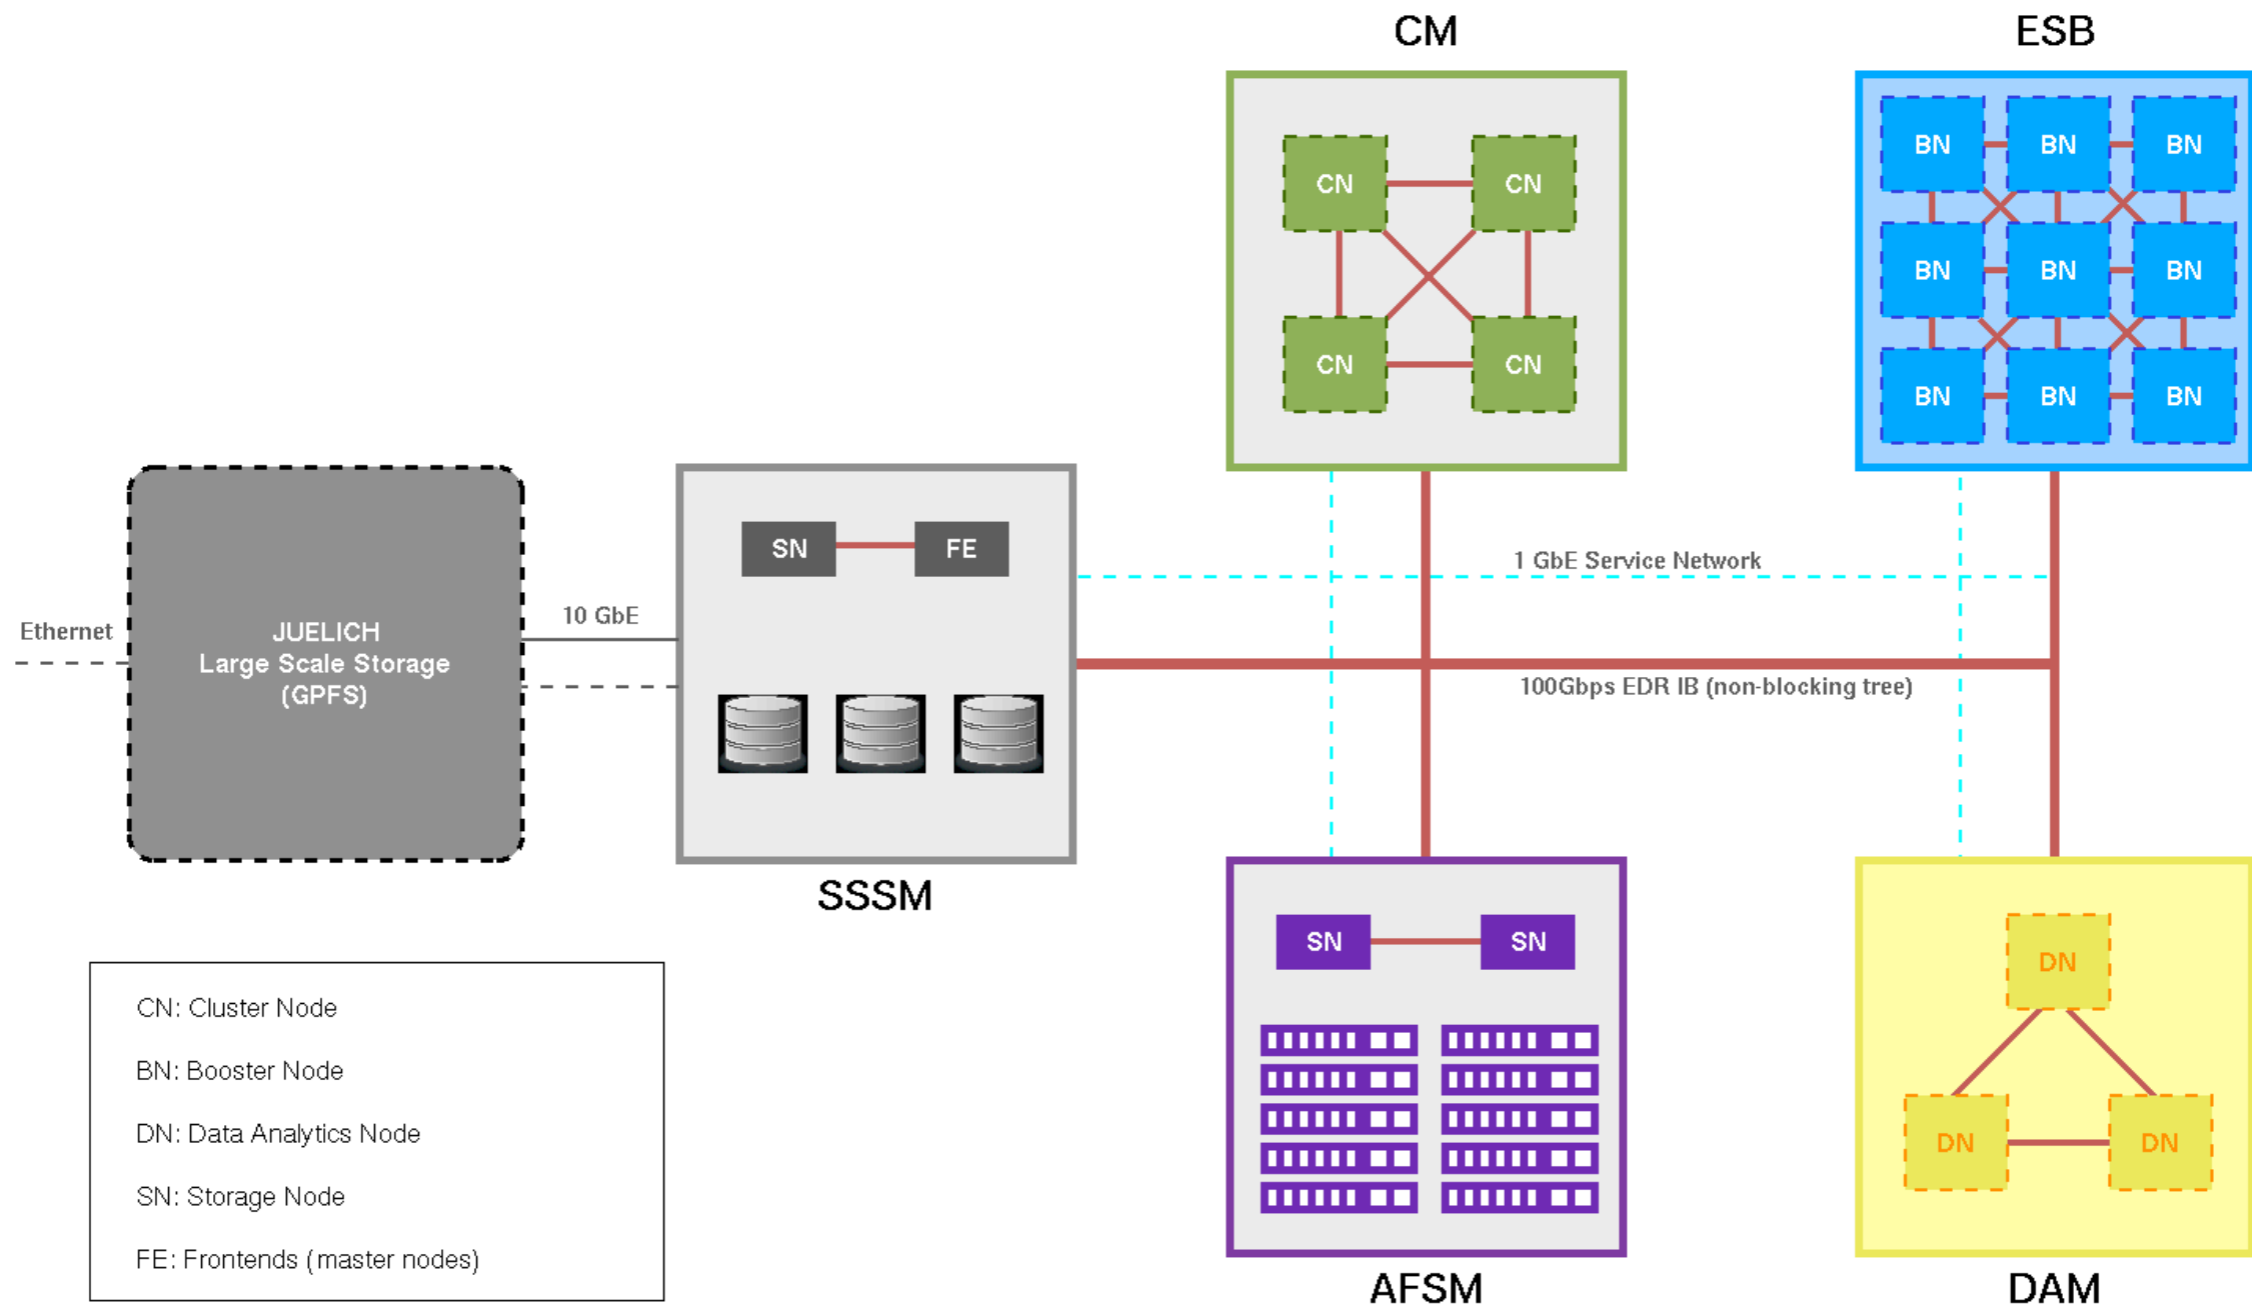 CM
ESB
CN CN
CN CN
BN BN BN
BN BN BN
BN BN BN
SN FE
1 GbE Service Network
Ethernet
10 GbE
JUELICH
Large Scale Storage
(GPFS)
100Gbps EDR IB (non-blocking tree)
SSSM
SN SN
DN
DN DN
AFSM
DAM
CN: Cluster Node
BN: Booster Node
DN: Data Analytics Node
SN: Storage Node
FE: Frontends (master nodes)